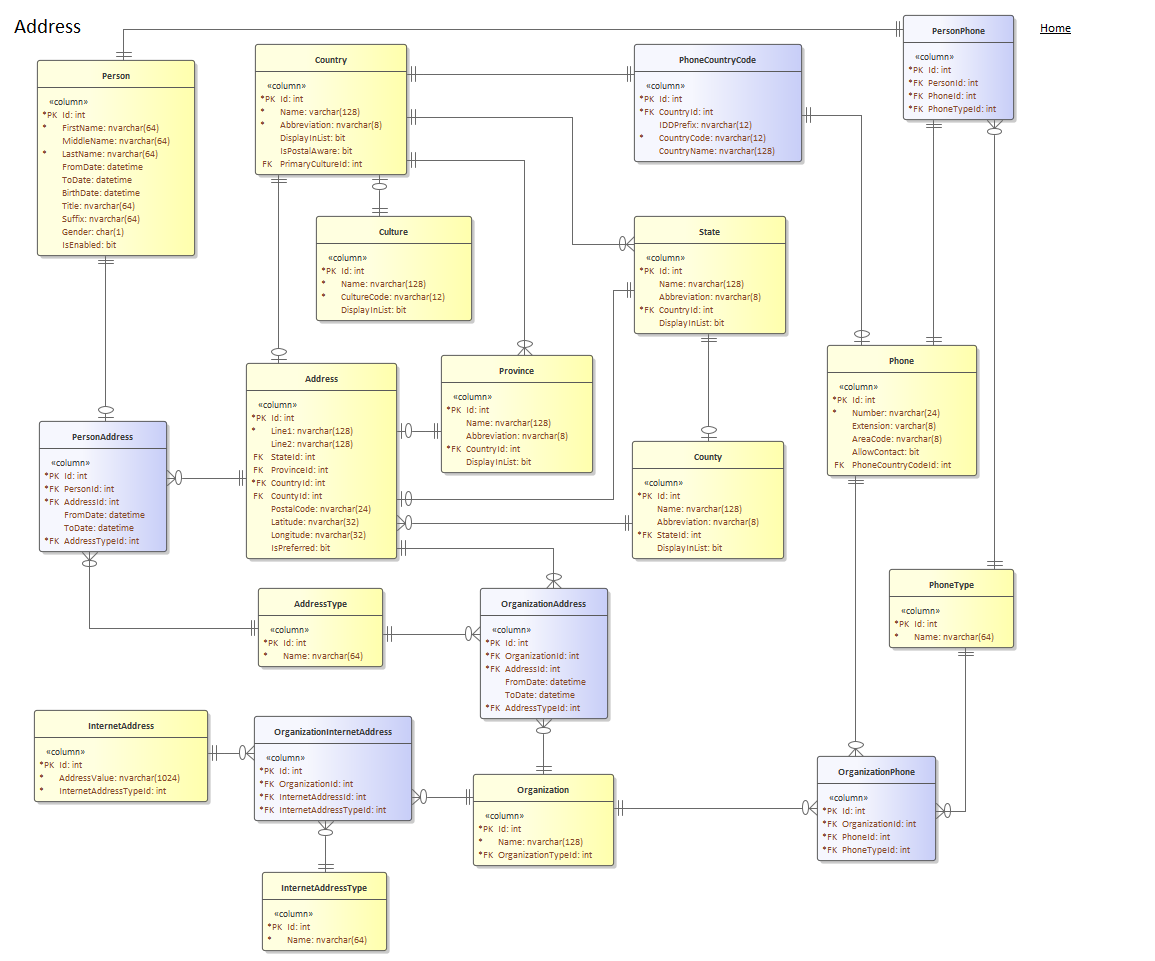 Address
Home
PersonPhone
«column»
*PK Id: int
*FK PersonId: int
*FK PhoneId: int
*FK PhoneTypeId: int
Person
«column»
*PK Id: int
* FirstName: nvarchar(64)
MiddleName: nvarchar(64)
* LastName: nvarchar(64)
FromDate: datetime
ToDate: datetime
BirthDate: datetime
Title: nvarchar(64)
Suffix: nvarchar(64)
Gender: char(1)
IsEnabled: bit
Country
«column»
*PK Id: int
* Name: varchar(128)
* Abbreviation: nvarchar(8)
DisplayInList: bit
IsPostalAware: bit
FK PrimaryCultureId: int
PhoneCountryCode
«column»
*PK Id: int
*FK CountryId: int
IDDPrefix: nvarchar(12)
* CountryCode: nvarchar(12)
CountryName: nvarchar(128)
Culture
«column»
*PK Id: int
* Name: nvarchar(128)
* CultureCode: nvarchar(12)
DisplayInList: bit
State
«column»
*PK Id: int
Name: nvarchar(128)
Abbreviation: nvarchar(8)
*FK CountryId: int
DisplayInList: bit
Address
«column»
*PK Id: int
* Line1: nvarchar(128)
Line2: nvarchar(128)
FK StateId: int
FK ProvinceId: int
*FK CountryId: int
FK CountyId: int
PostalCode: nvarchar(24)
Latitude: nvarchar(32)
Longitude: nvarchar(32)
IsPreferred: bit
Province
«column»
*PK Id: int
Name: nvarchar(128)
Abbreviation: nvarchar(8)
*FK CountryId: int
DisplayInList: bit
Phone
«column»
*PK Id: int
* Number: nvarchar(24)
Extension: varchar(8)
AreaCode: nvarchar(8)
AllowContact: bit
FK PhoneCountryCodeId: int
PersonAddress
«column»
*PK Id: int
*FK PersonId: int
*FK AddressId: int
FromDate: datetime
ToDate: datetime
*FK AddressTypeId: int
County
«column»
*PK Id: int
Name: nvarchar(128)
Abbreviation: nvarchar(8)
*FK StateId: int
DisplayInList: bit
AddressType
«column»
*PK Id: int
* Name: nvarchar(64)
OrganizationAddress
«column»
*PK Id: int
*FK OrganizationId: int
*FK AddressId: int
FromDate: datetime
ToDate: datetime
*FK AddressTypeId: int
PhoneType
«column»
*PK Id: int
* Name: nvarchar(64)
InternetAddress
«column»
*PK Id: int
* AddressValue: nvarchar(1024)
* InternetAddressTypeId: int
OrganizationInternetAddress
«column»
*PK Id: int
*FK OrganizationId: int
*FK InternetAddressId: int
*FK InternetAddressTypeId: int
Organization
«column»
*PK Id: int
* Name: nvarchar(128)
*FK OrganizationTypeId: int
OrganizationPhone
«column»
*PK Id: int
*FK OrganizationId: int
*FK PhoneId: int
*FK PhoneTypeId: int
InternetAddressType
«column»
*PK Id: int
* Name: nvarchar(64)